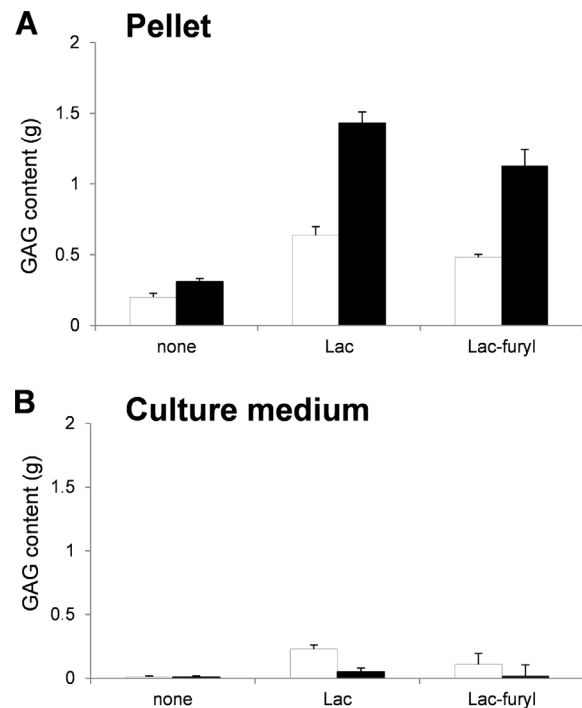 A Pellet
2
1.5
1
0.5
0
GAG content (g)
none Lac Lac-furyl
B Culture medium
2
1.5
1
0.5
0
GAG content (g)
none Lac Lac-furyl